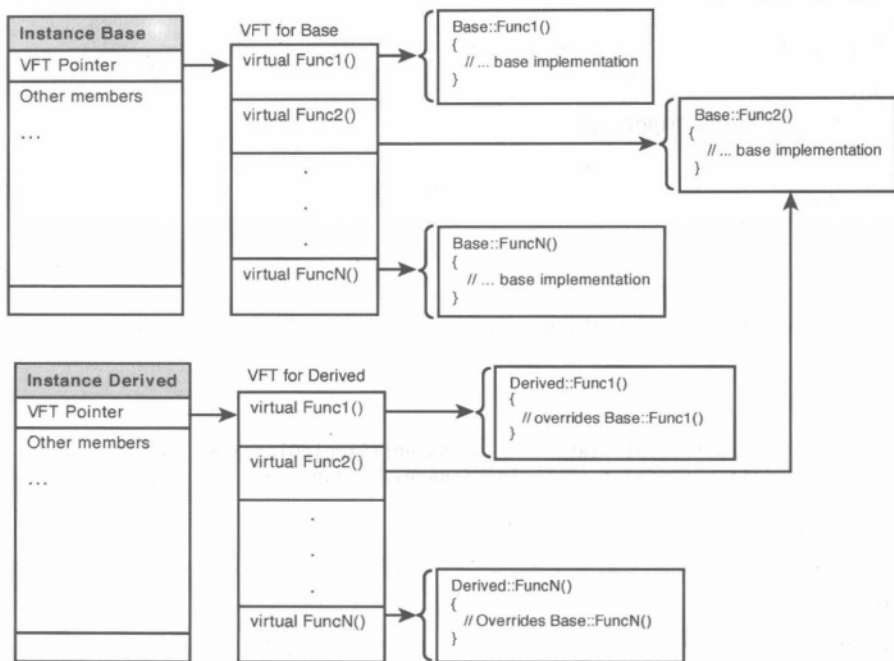 Instance Base
VFT Pointer
Other members
...
VFT for Base
virtual Func1()
virtual Func2()
.
.
.
virtual FuncN()
Base::Func1()
{
// ... base implementation
}
Base::Func2()
{
// ... base implementation
}
Base::FuncN()
{
// ... base implementation
}
Instance Derived
VFT Pointer
Other members
...
VFT for Derived
virtual Func1()
virtual Func2()
.
.
.
virtual FuncN()
Derived::Func1()
{
// overrides Base::Func1()
}
Derived::FuncN()
{
// Overrides Base::FuncN()
}